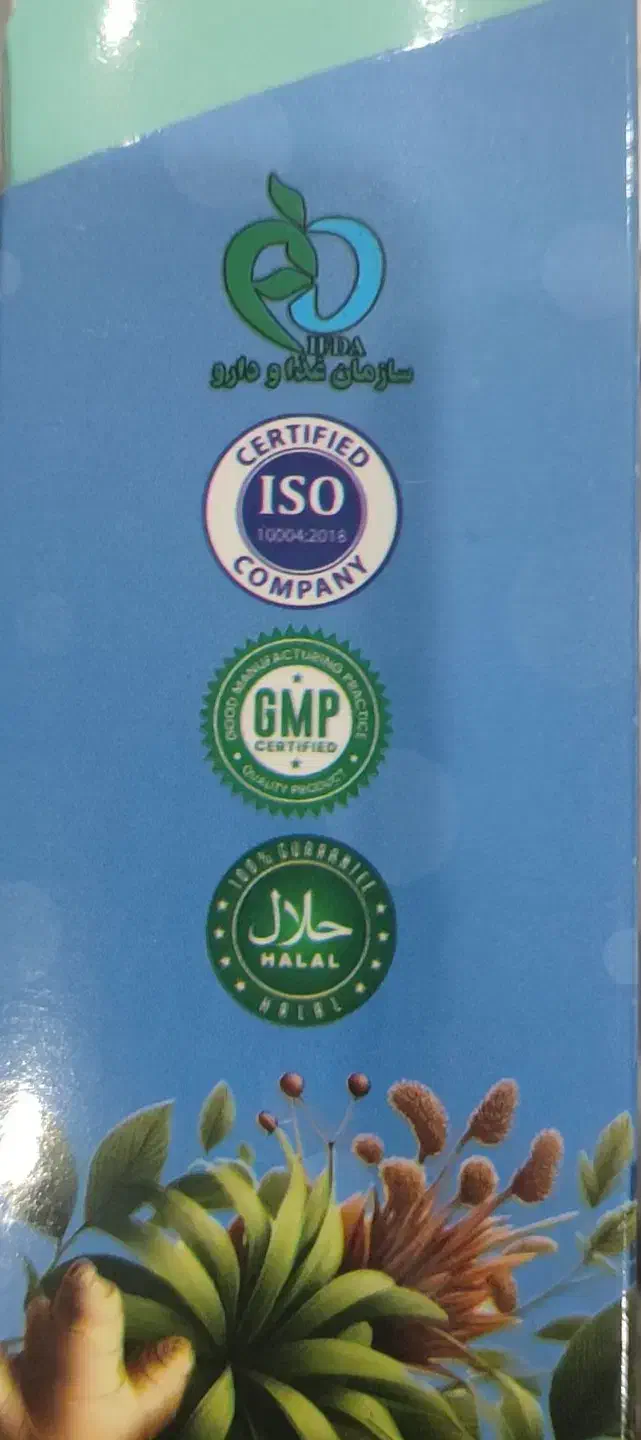 IFDA
سازمان غذا و دارو
CERTIFIED
ISO
10004:2018
COMPANY
GOOD MANUFACTURING PRACTICE
GMP
CERTIFIED
QUALITY PRODUCT
100% GUARANTEE
حلال
HALAL
HALAL